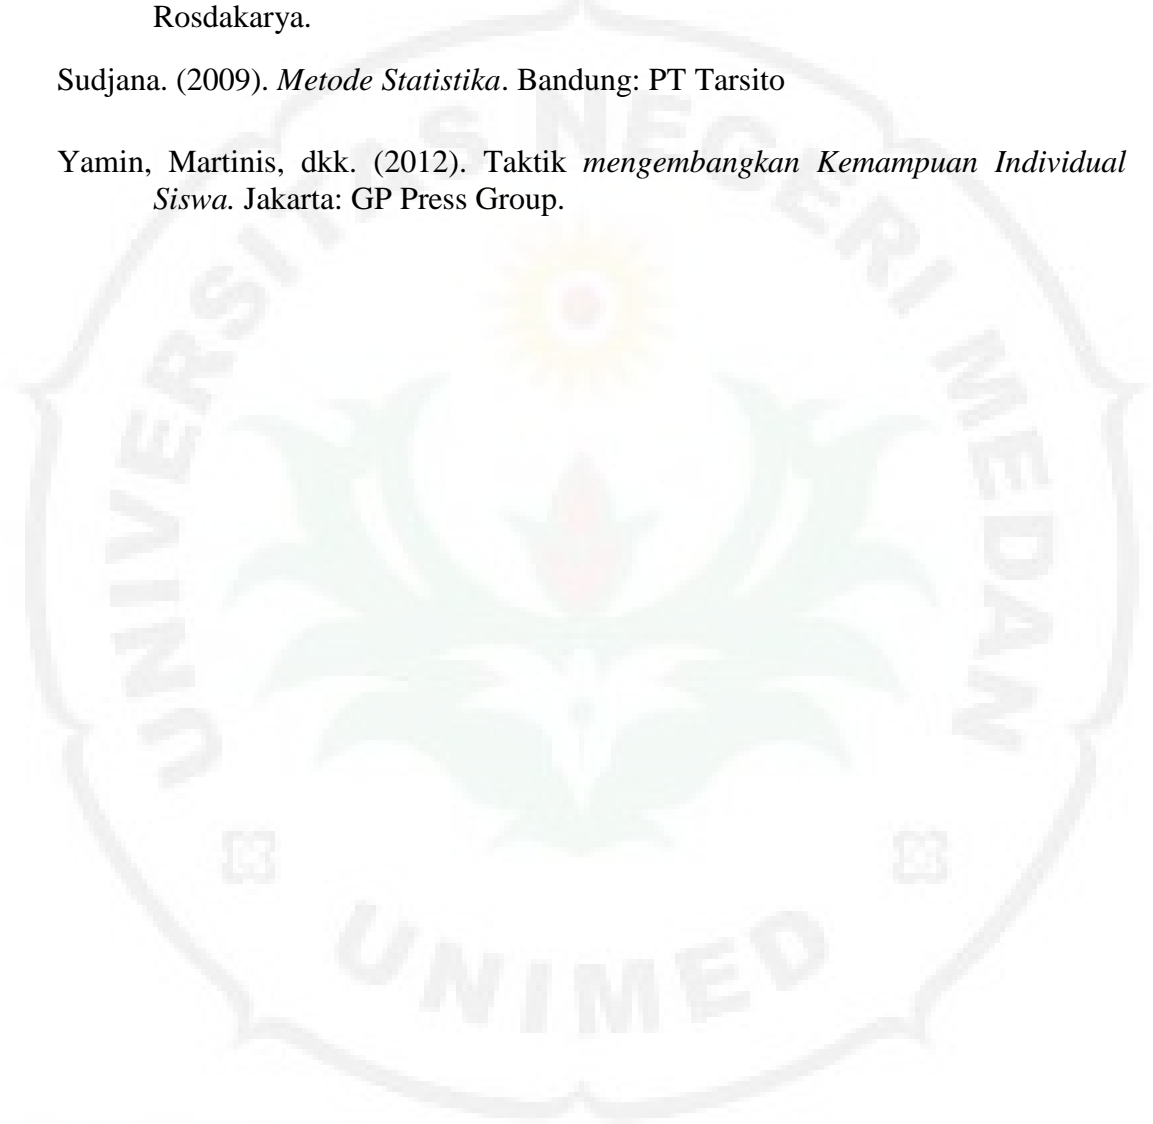 Rosdakarya.
Sudjana. (2009). Metode Statistika. Bandung: PT Tarsito
Yamin, Martinis, dkk. (2012). Taktik mengembangkan Kemampuan Individual
Siswa. Jakarta: GP Press Group.
UNIVERSITAS NEGERI MEDAN
UNIMED